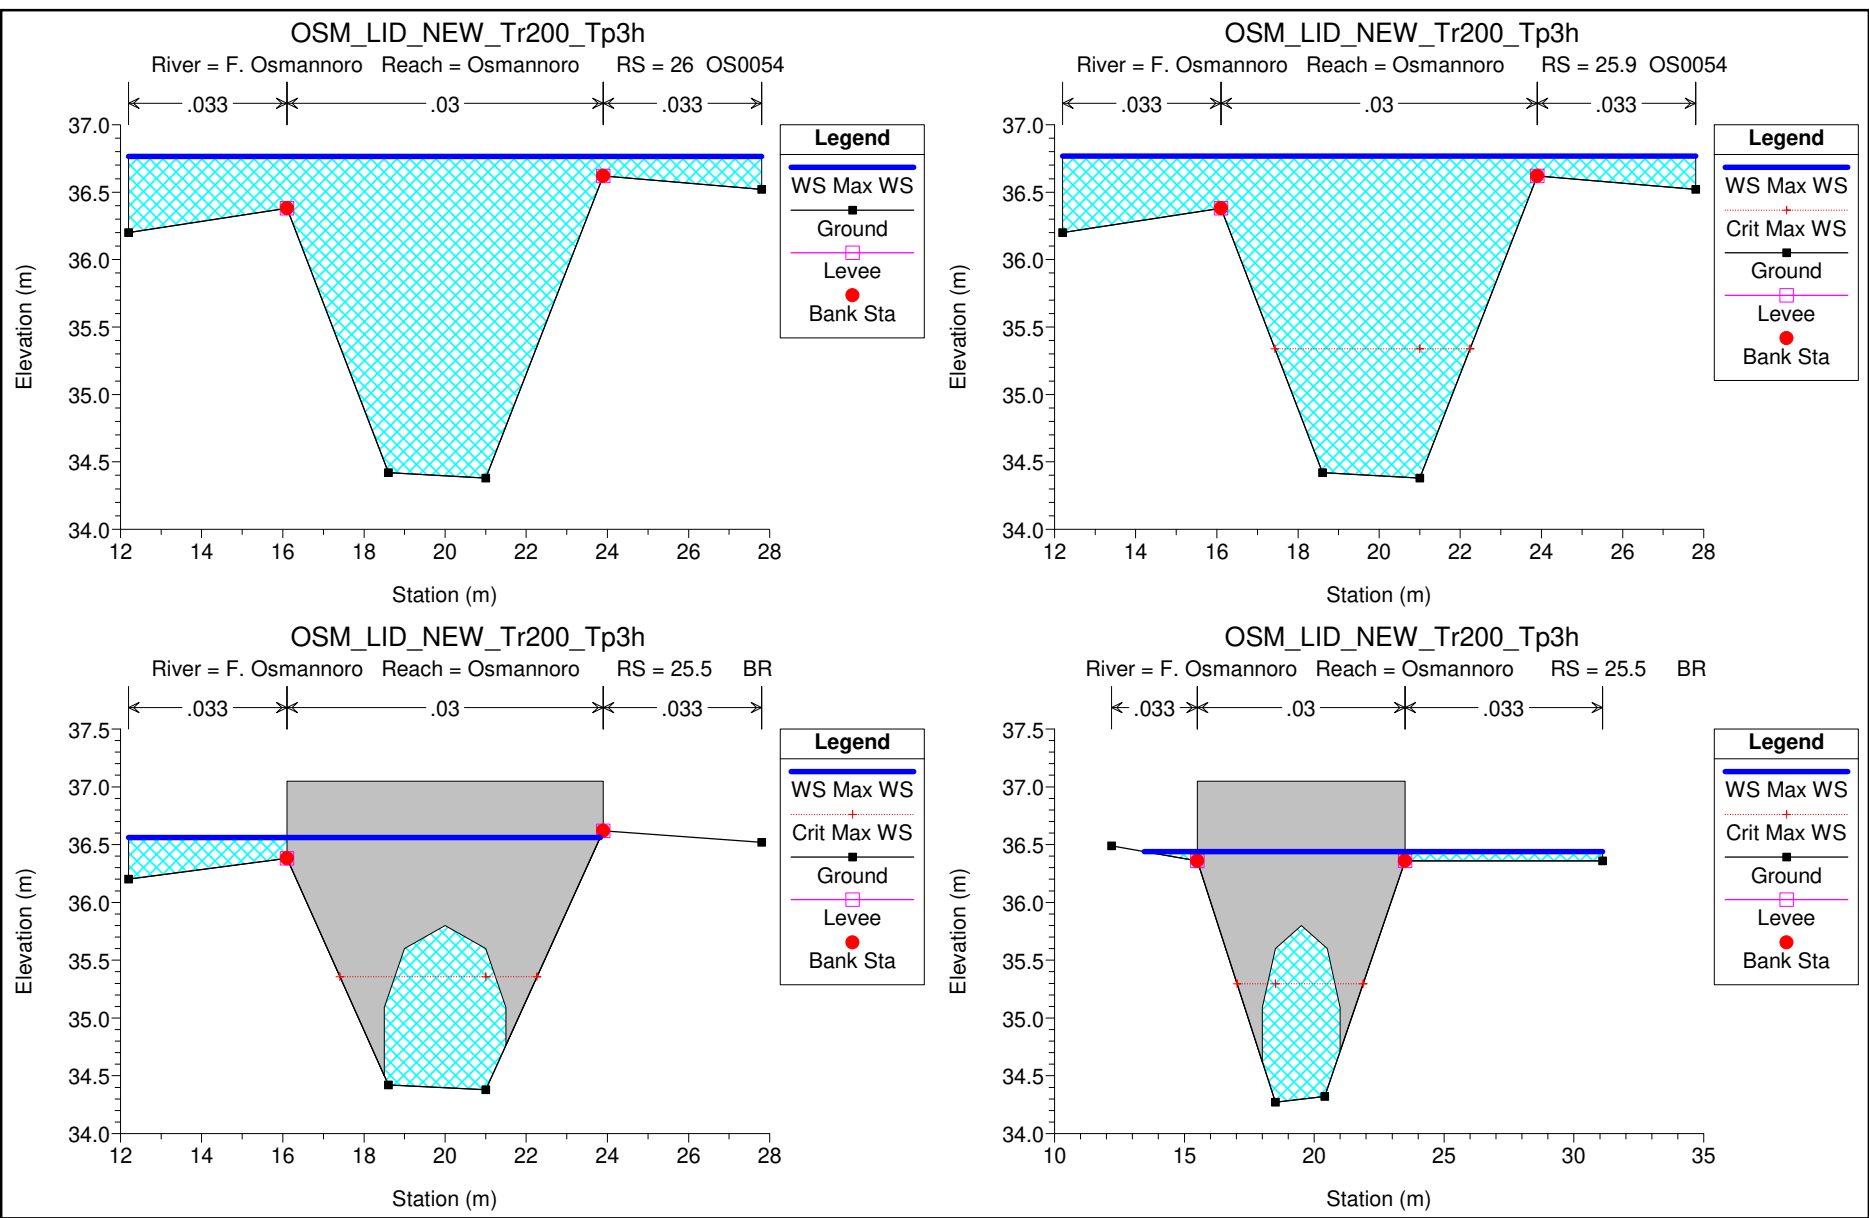 OSM_LID_NEW_Tr200_Tp3h
River = F. Osmannoro Reach = Osmannoro RS = 26 OS0054
.033 .03 .033
37.0
36.5
36.0
35.5
35.0
34.5
34.0
12 14 16 18 20 22 24 26 28
Station (m)
Elevation (m)
Legend
WS Max WS
Ground
Levee
Bank Sta
OSM_LID_NEW_Tr200_Tp3h
River = F. Osmannoro Reach = Osmannoro RS = 25.9 OS0054
.033 .03 .033
37.0
36.5
36.0
35.5
35.0
34.5
34.0
12 14 16 18 20 22 24 26 28
Station (m)
Elevation (m)
Legend
WS Max WS
Crit Max WS
Ground
Levee
Bank Sta
OSM_LID_NEW_Tr200_Tp3h
River = F. Osmannoro Reach = Osmannoro RS = 25.5 BR
.033 .03 .033
37.5
37.0
36.5
36.0
35.5
35.0
34.5
34.0
12 14 16 18 20 22 24 26 28
Station (m)
Elevation (m)
Legend
WS Max WS
Crit Max WS
Ground
Levee
Bank Sta
OSM_LID_NEW_Tr200_Tp3h
River = F. Osmannoro Reach = Osmannoro RS = 25.5 BR
.033 .03 .033
37.5
37.0
36.5
36.0
35.5
35.0
34.5
34.0
10 15 20 25 30 35
Station (m)
Elevation (m)
Legend
WS Max WS
Crit Max WS
Ground
Levee
Bank Sta